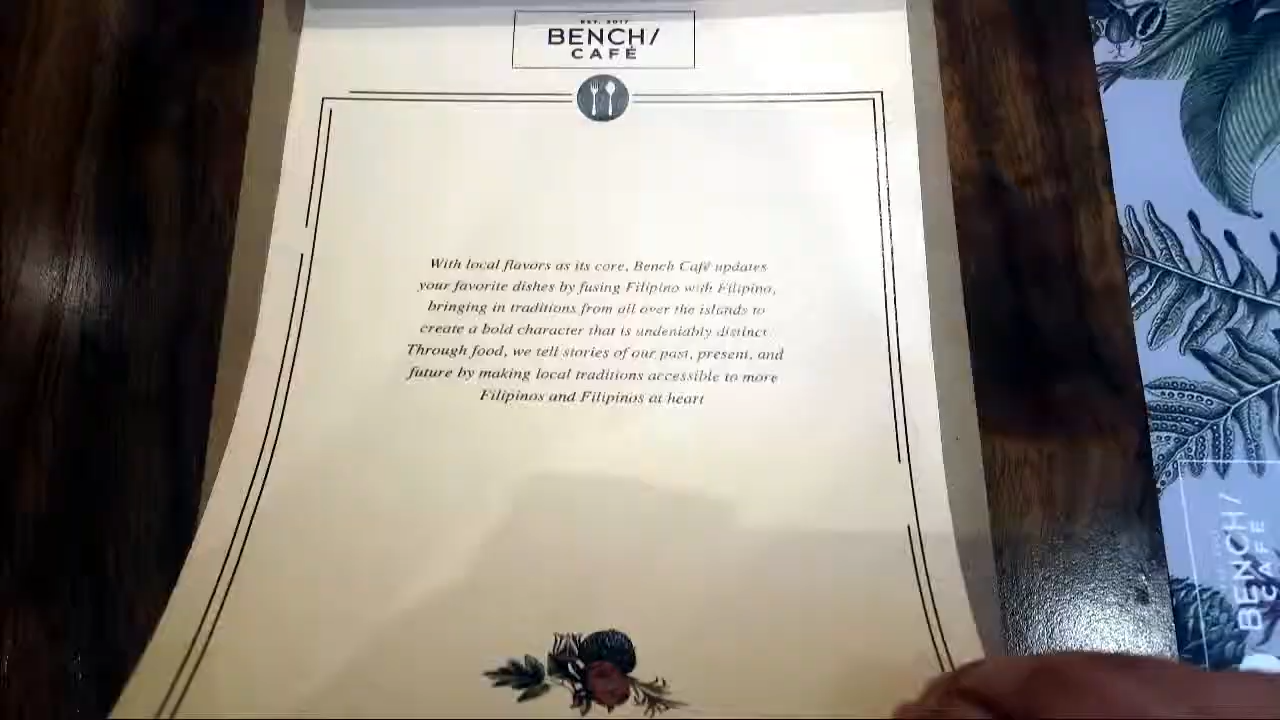 EST. 2017
BENCH/
CAFÉ
With local flavors as its core, Bench Café updates
your favorite dishes by fusing Filipino with Filipino,
bringing in traditions from all over the islands to
create a bold character that is undeniably distinct
Through food, we tell stories of our past, present, and
future by making local traditions accessible to more
Filipinos and Filipinos at heart
BENCH/
CAFÉ